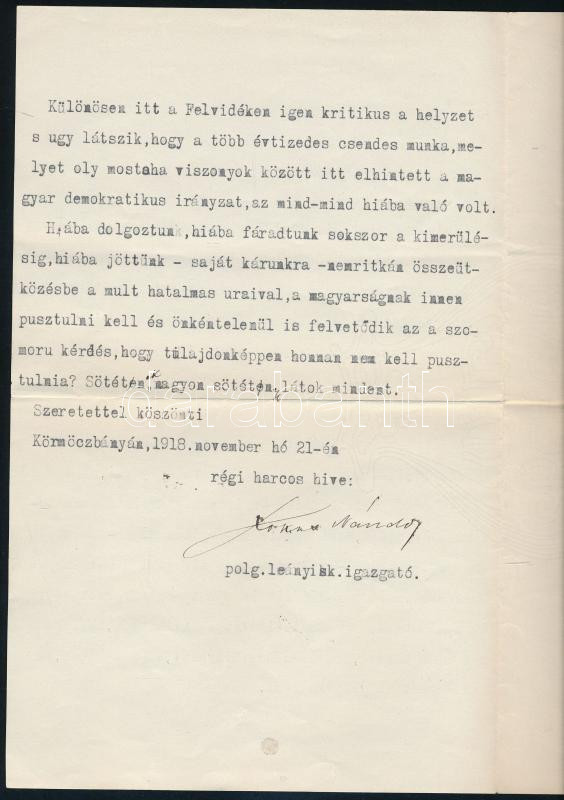 Különösen itt a Felvidéken igen kritikus a helyzet
s ugy látszik,hogy a több évtizedes csendes munka,me-
lyet oly mostaha viszonyok között itt elhintett a ma-
gyar demokratikus irányzat,az mind-mind hiába való volt.
Hiába dolgoztunk,hiába fáradtunk sokszor a kimerülé-
sig,hiába jöttünk - saját kárunkra -nemritkán összeüt-
közésbe a mult hatalmas uraival,a magyarságnak innen
pusztulni kell és önkéntelenül is felvetődik az a szo-
moru kérdés,hogy tulajdonképpen honnan nem kell pusz-
tulnia? Sötéten, nagyon sötéten látok mindent.
darabanth
Szeretettel köszönti
Körmöczbányán,1918.november hó 21-én
régi harcos hive:
Nándor
polg.leányisk.igazgató.